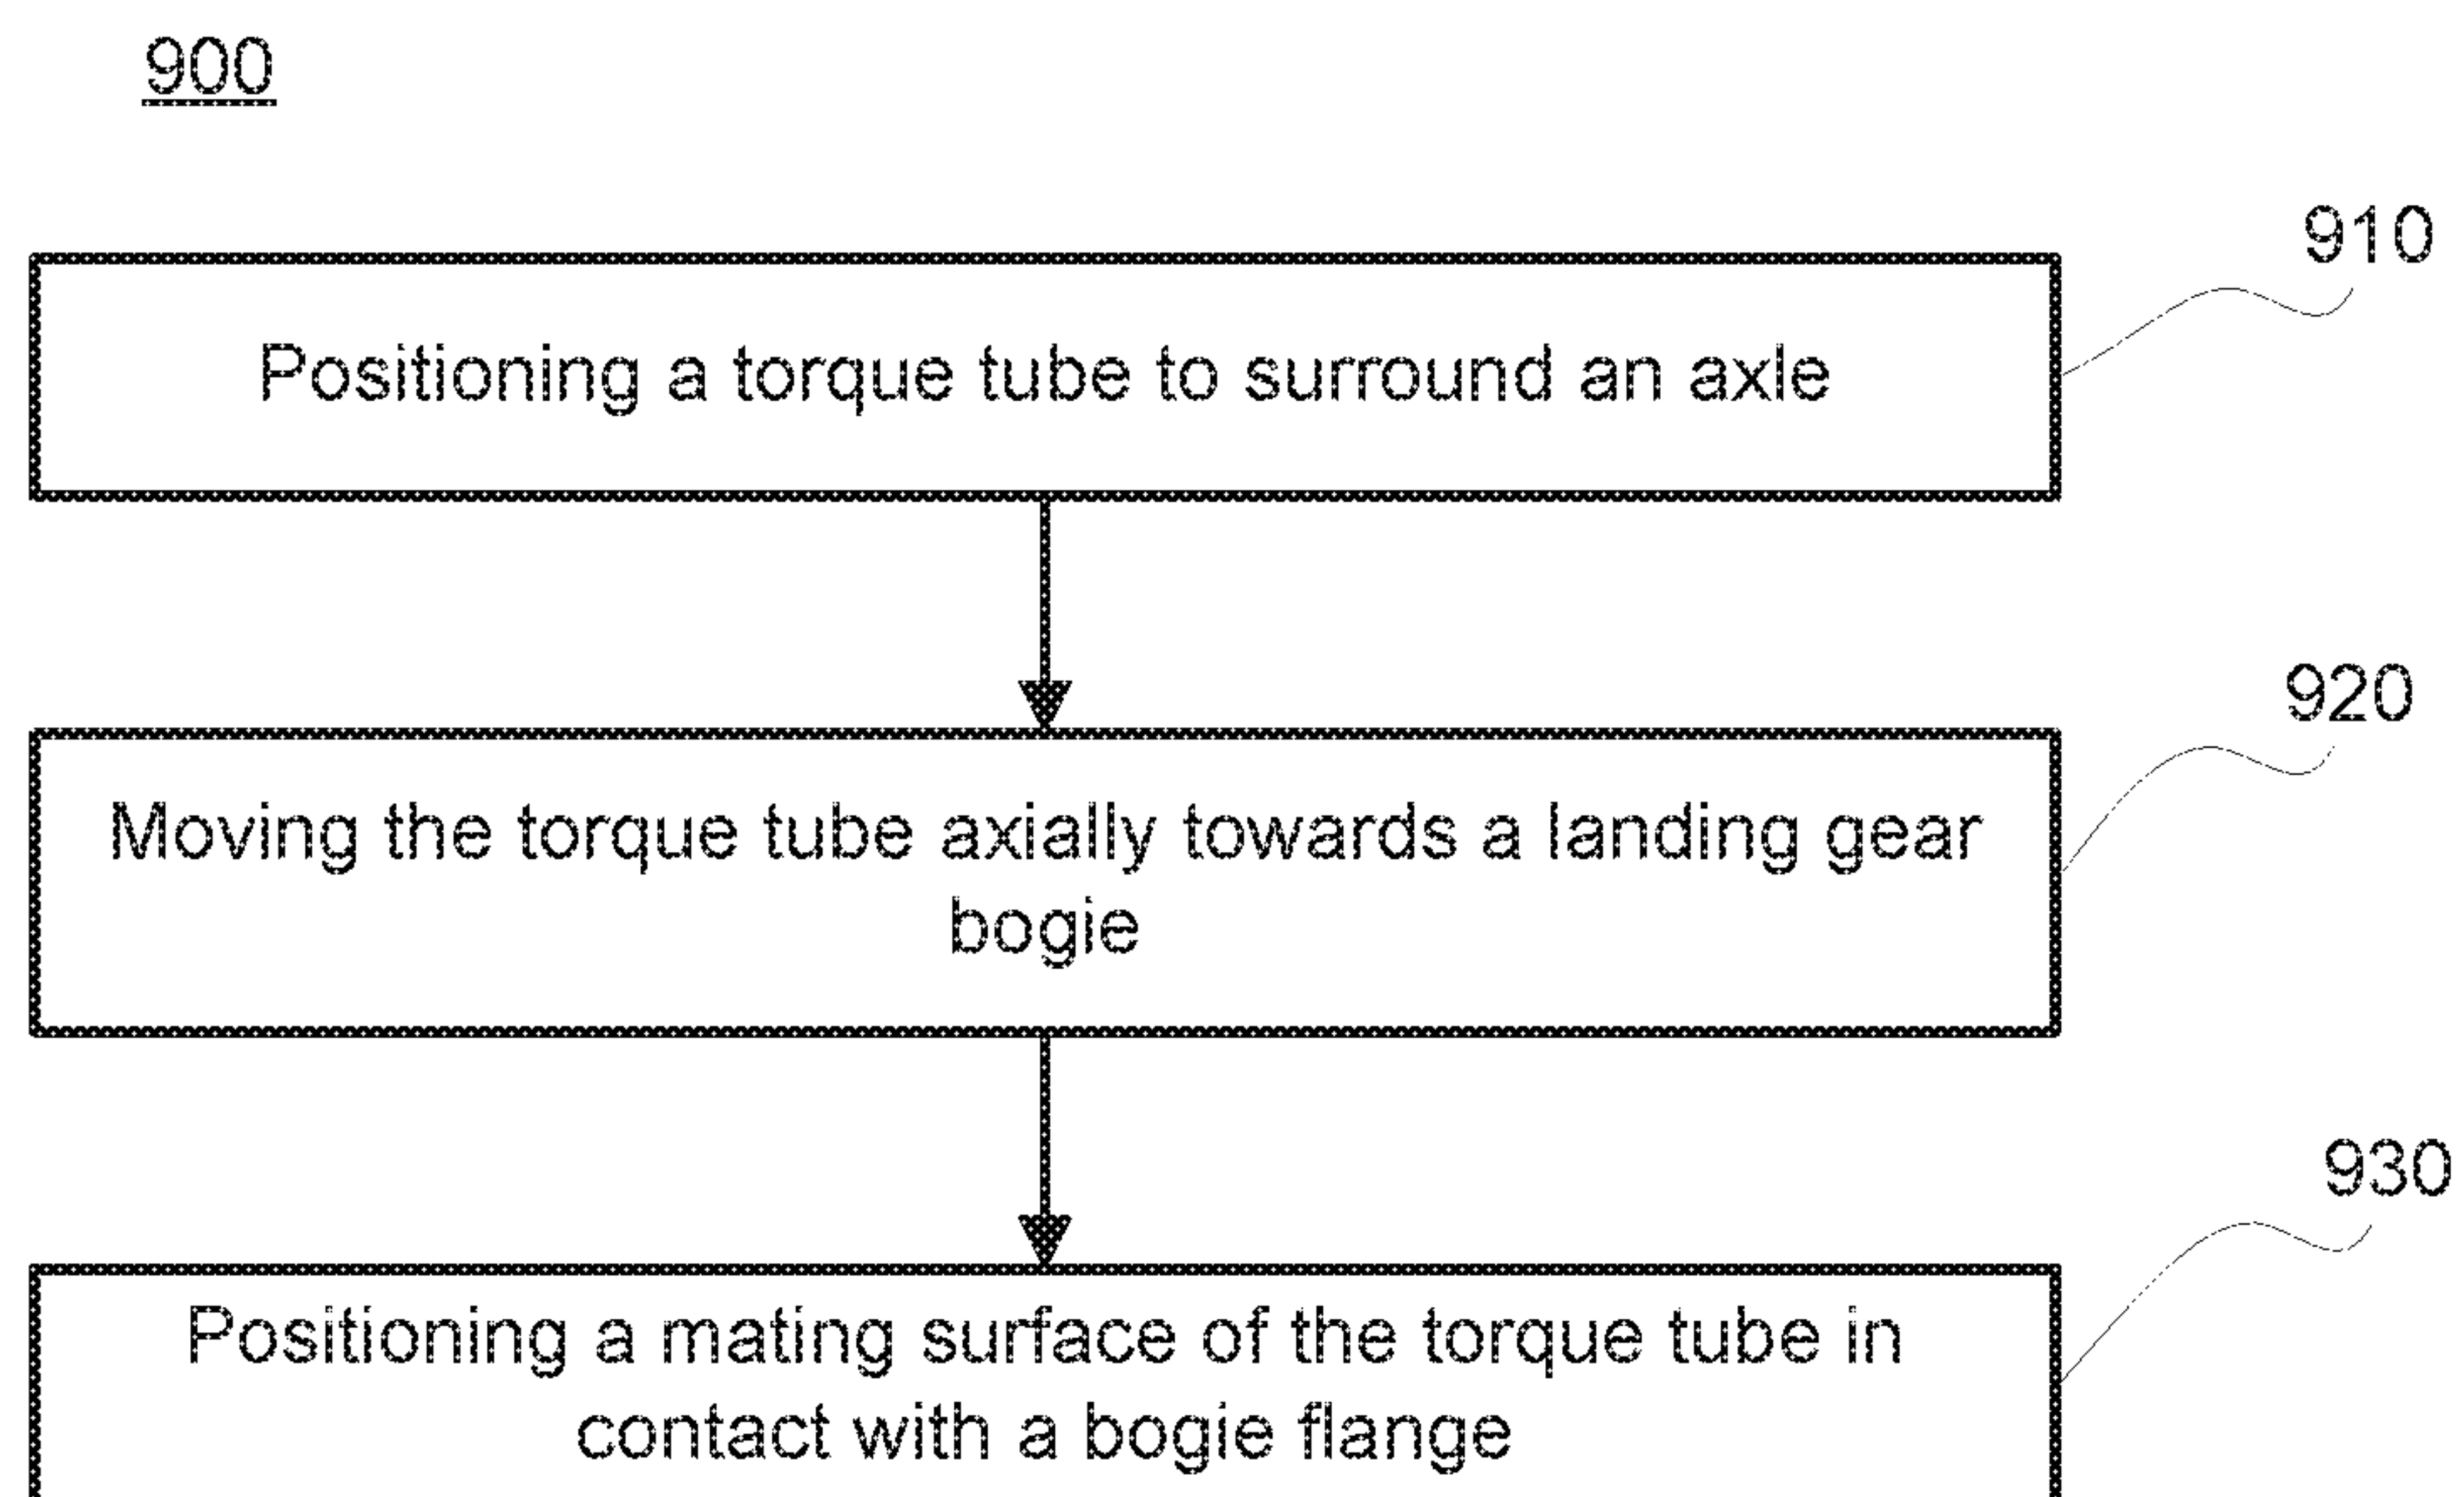 900
910
Positioning a torque tube to surround an axle
920
Moving the torque tube axially towards a landing gear
bogie
930
Positioning a mating surface of the torque tube in
contact with a bogie flange